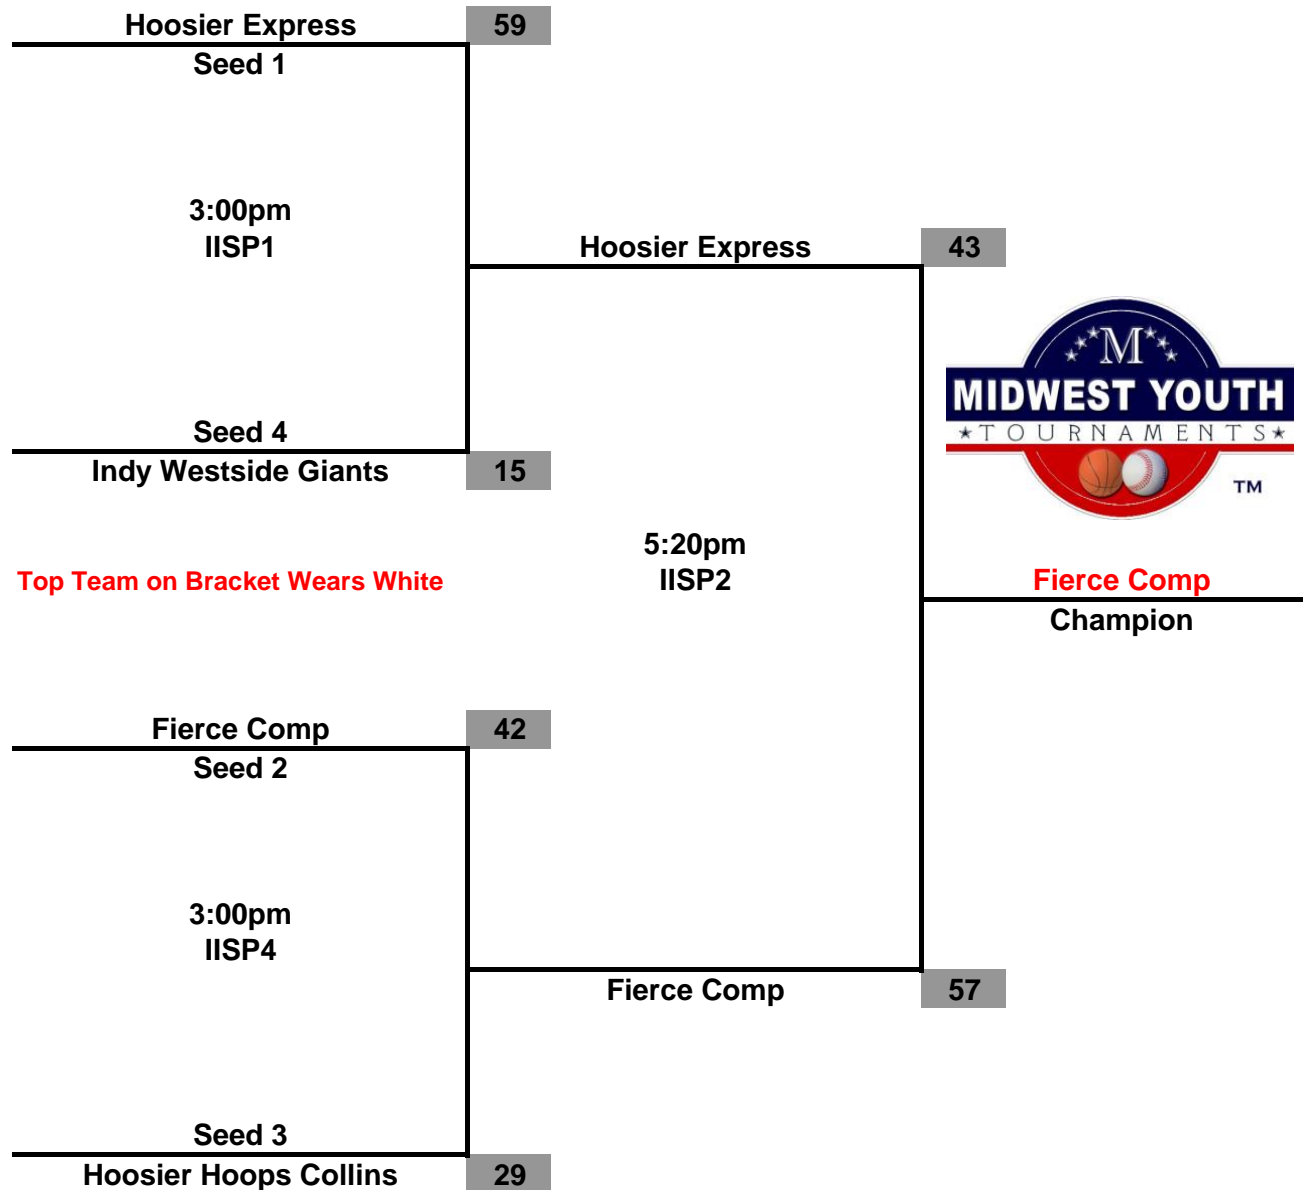 Hoosier Express 59
Seed 1
3:00pm
IISP1
Hoosier Express 43
M
MIDWEST YOUTH
TOURNAMENTS
TM
Seed 4
Indy Westside Giants 15
5:20pm
IISP2
Top Team on Bracket Wears White
Fierce Comp
Champion
Fierce Comp 42
Seed 2
3:00pm
IISP4
Fierce Comp 57
Seed 3
Hoosier Hoops Collins 29